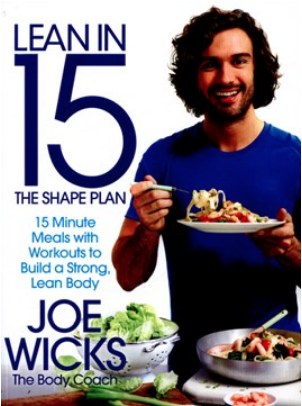 LEAN IN
15
THE SHAPE PLAN
15 Minute
Meals with
Workouts to
Build a Strong,
Lean Body
JOE
WICKS
The Body Coach